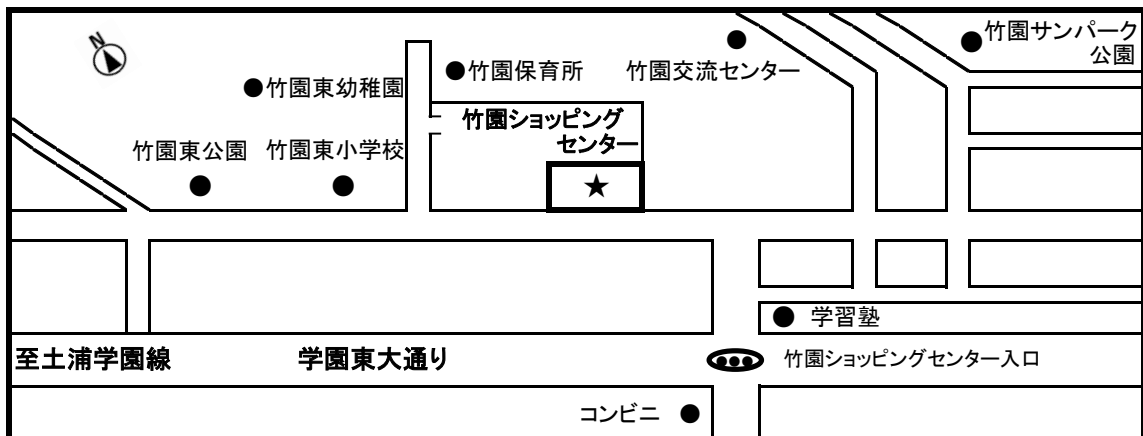 N
竹園サンパーク
公園
●竹園保育所
竹園交流センター
●竹園東幼稚園
竹園ショッピング
センター
竹園東公園
竹園東小学校
★
学習塾
至土浦学園線
学園東大通り
竹園ショッピングセンター入口
コンビニ